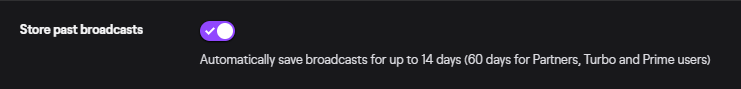 Store past broadcasts
Automatically save broadcasts for up to 14 days (60 days for Partners, Turbo and Prime users)